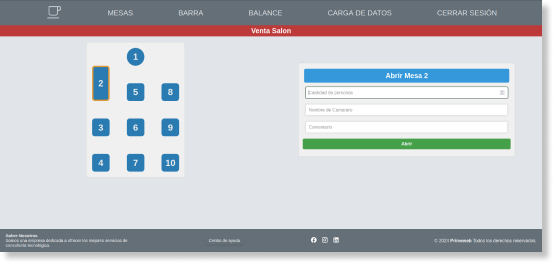 MESAS BARRA BALANCE CARGA DE DATOS CERRAR SESIÓN
Venta Salon
1
2
5 8
3 6 9
4 7 10
Abrir Mesa 2
Cantidad de personas
Nombre de Camarero
Comentario
Abrir
Sobre Nosotros
Somos una empresa dedicada a ofrecer los mejores servicios de
consultoría tecnológica.
Centro de ayuda
© 2023 Primoweb Todos los derechos reservados.